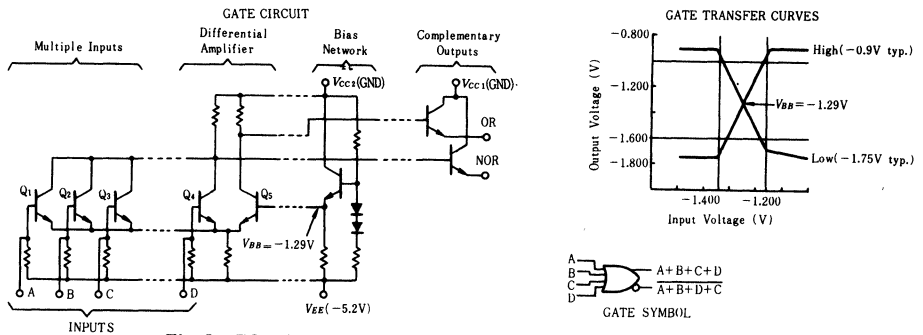 GATE CIRCUIT
Multiple Inputs
Differential
Amplifier
Bias
Network
Complementary
Outputs
VCC2(GND)
VCC1(GND)
OR
NOR
Q1
Q2
Q3
Q4
Q5
VBB=−1.29V
A
B
C
D
INPUTS
VEE(−5.2V)
GATE TRANSFER CURVES
Output Voltage (V)
-0.800
-1.200
-1.600
-1.800
High(−0.9V typ.)
VBB=−1.29V
Low(−1.75V typ.)
-1.400
-1.200
Input Voltage (V)
A
B
C
D
A+B+C+D
A+B+D+C
GATE SYMBOL